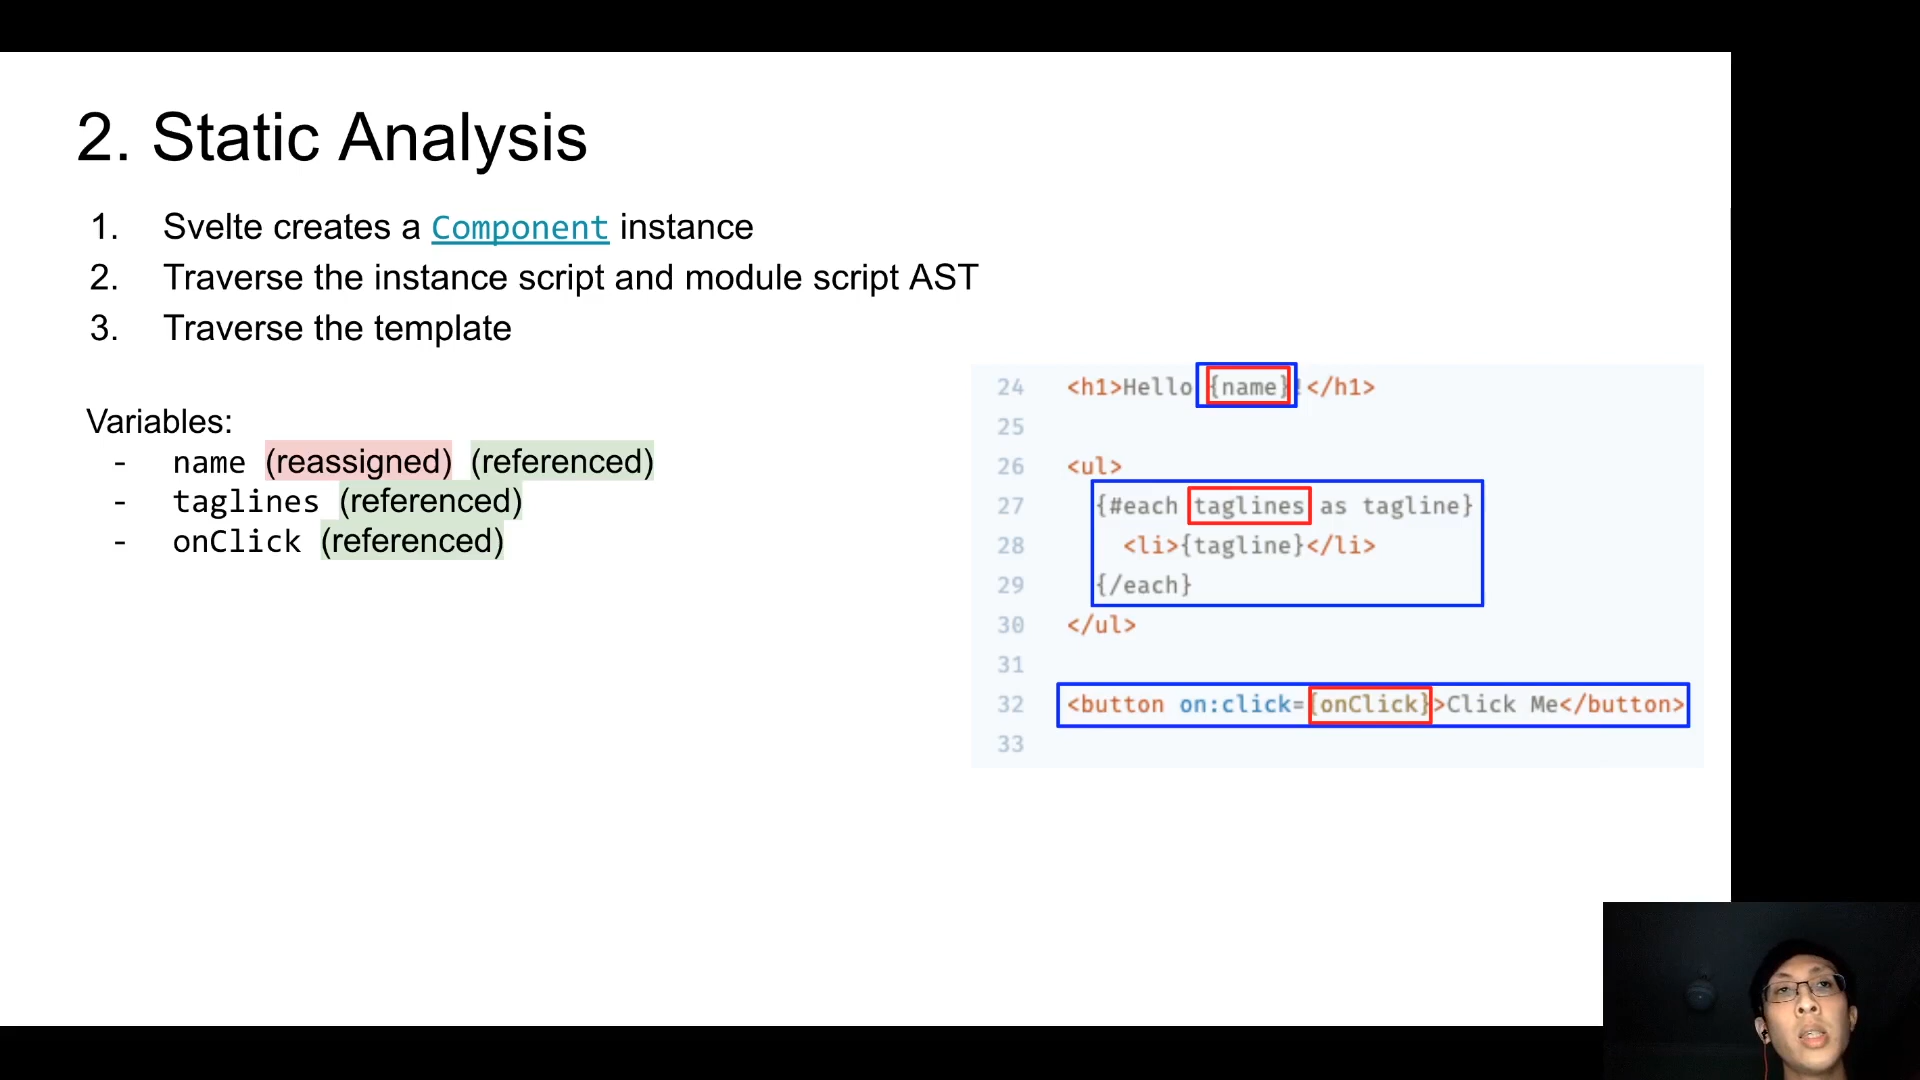 2. Static Analysis
1. Svelte creates a Component instance
2. Traverse the instance script and module script AST
3. Traverse the template
Variables:
- name (reassigned) (referenced)
- taglines (referenced)
- onClick (referenced)
24 <h1>Hello {name}!</h1>
25
26 <ul>
27 {#each taglines as tagline}
28 <li>{tagline}</li>
29 {/each}
30 </ul>
31
32 <button on:click={onClick}>Click Me</button>
33